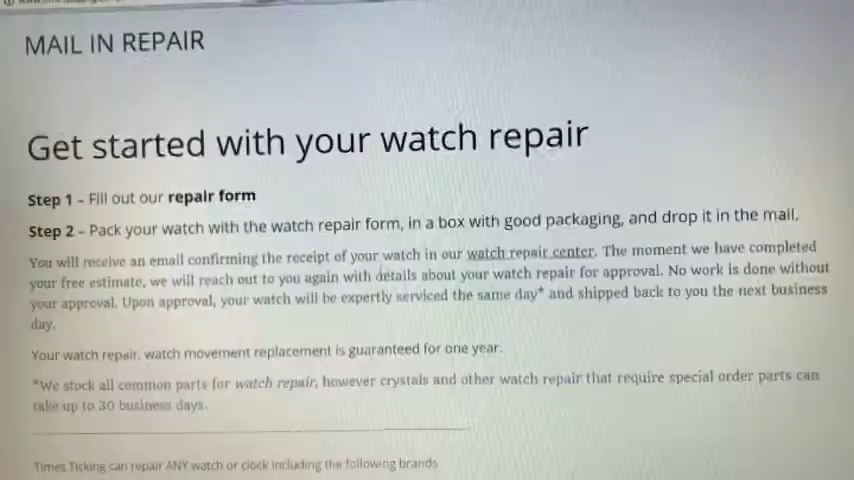 MAIL IN REPAIR
Get started with your watch repair
Step 1 – Fill out our repair form
Step 2 – Pack your watch with the watch repair form, in a box with good packaging, and drop it in the mail.
You will receive an email confirming the receipt of your watch in our watch repair center. The moment we have completed
your free estimate, we will reach out to you again with details about your watch repair for approval. No work is done without
your approval. Upon approval, your watch will be expertly serviced the same day* and shipped back to you the next business
day.
Your watch repair, watch movement replacement is guaranteed for one year.
*We stock all common parts for watch repair, however crystals and other watch repair that require special order parts can
take up to 30 business days.
Times Ticking can repair ANY watch or clock including the following brands